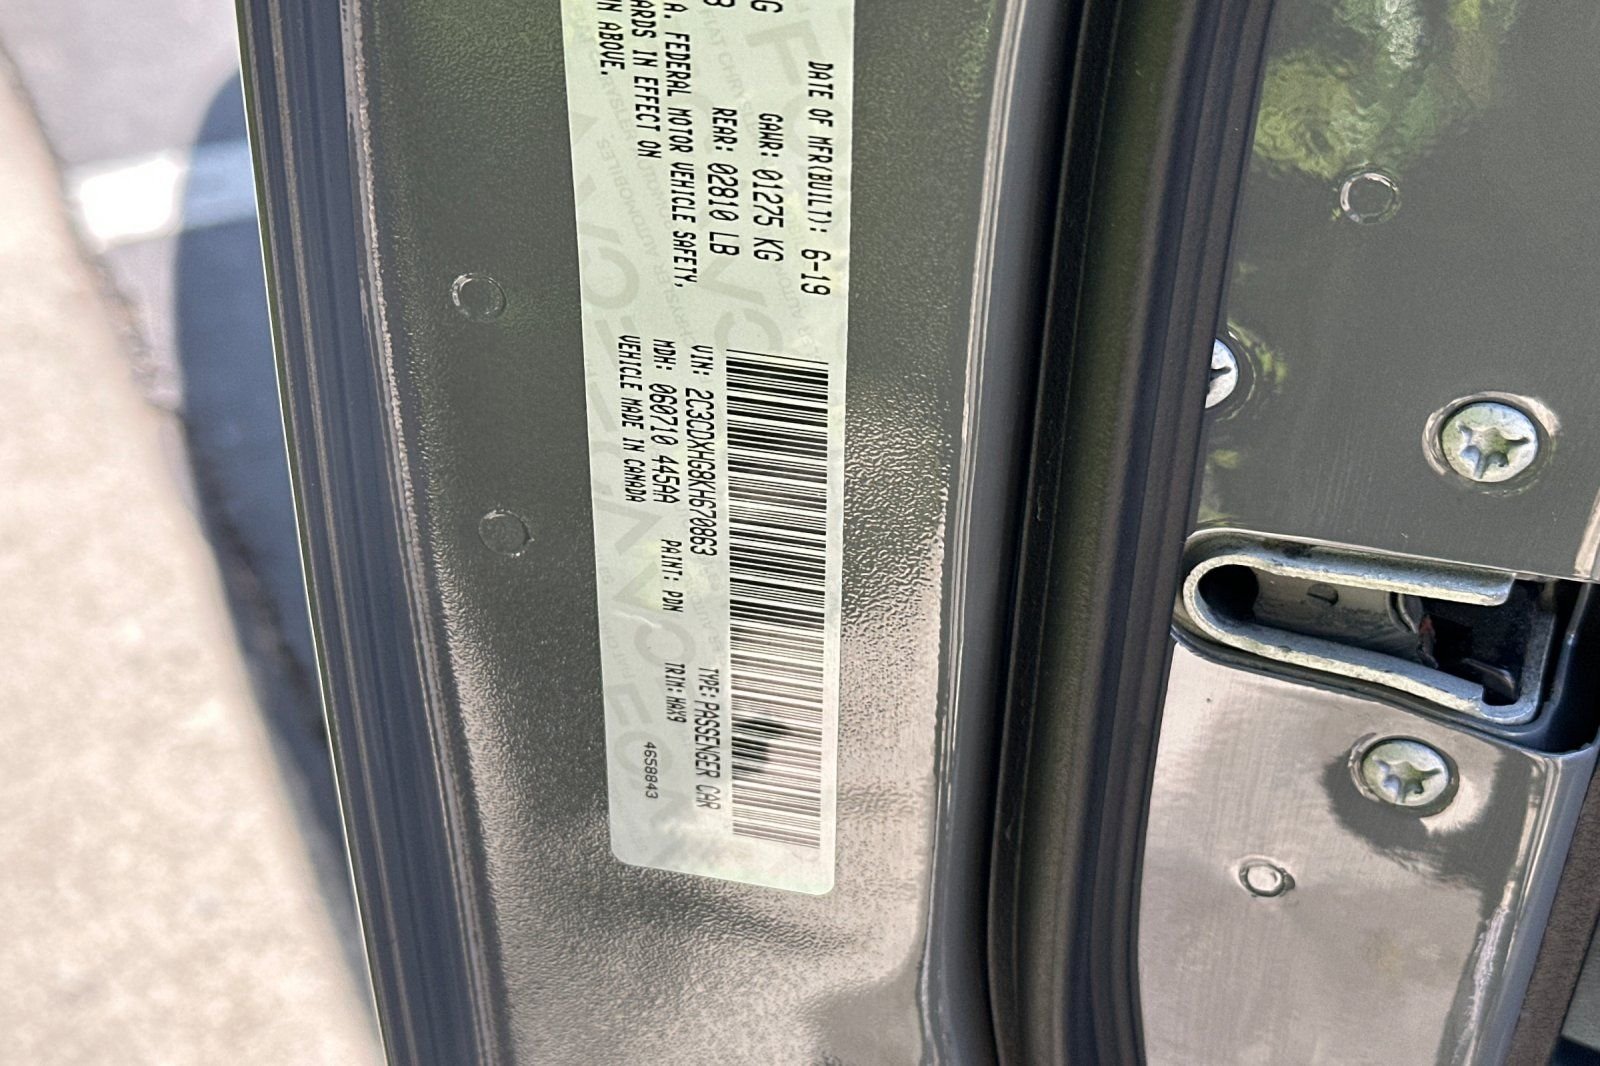 DATE OF MFR(BUILT): 6-19
GAWR: 01275 KG
REAR: 02810 LB
A. FEDERAL MOTOR VEHICLE SAFETY,
ARDS IN EFFECT ON
N ABOVE.
VIN: 2C3CDXHG8KH670863
TYPE: PASSENGER CAR
MDH: 060710 445AA
PAINT: PDN
TRIM: HAX9
VEHICLE MADE IN CANADA
4658843